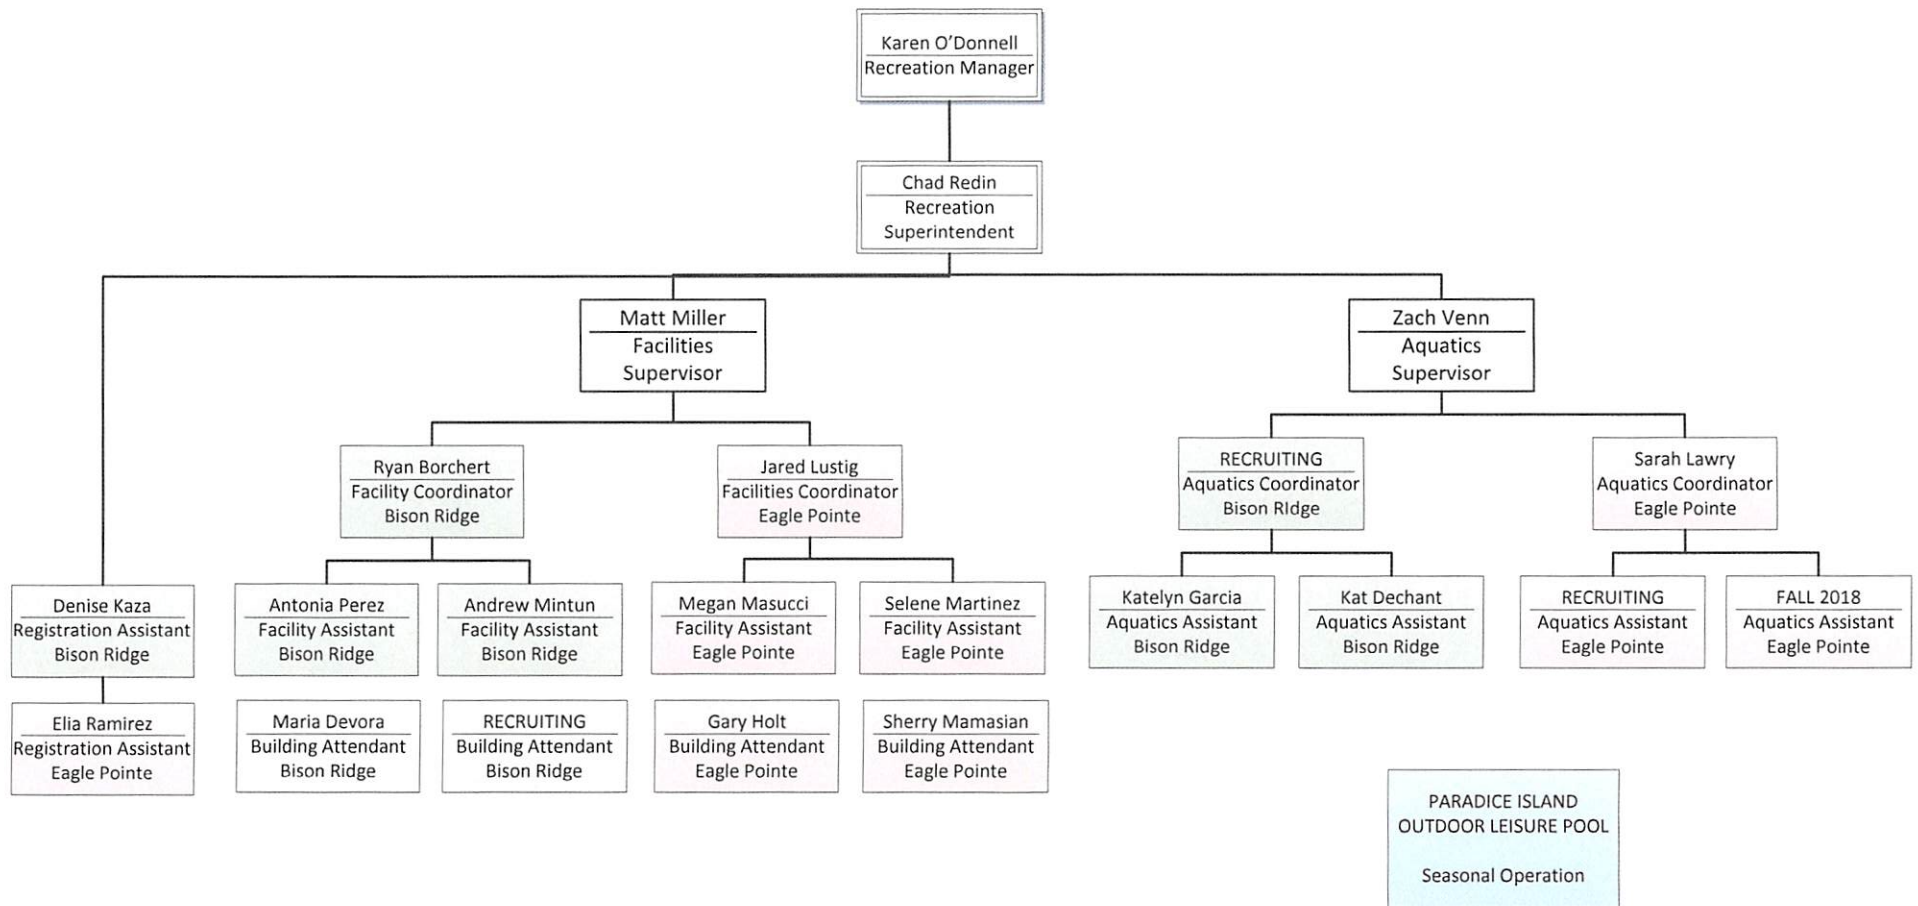 Karen O’Donnell
Recreation Manager
Chad Redin
Recreation
Superintendent
Matt Miller
Facilities
Supervisor
Zach Venn
Aquatics
Supervisor
Ryan Borchert
Facility Coordinator
Bison Ridge
Jared Lustig
Facilities Coordinator
Eagle Pointe
RECRUITING
Aquatics Coordinator
Bison RIdge
Sarah Lawry
Aquatics Coordinator
Eagle Pointe
Denise Kaza
Registration Assistant
Bison Ridge
Antonia Perez
Facility Assistant
Bison Ridge
Andrew Mintun
Facility Assistant
Bison Ridge
Megan Masucci
Facility Assistant
Eagle Pointe
Selene Martinez
Facility Assistant
Eagle Pointe
Katelyn Garcia
Aquatics Assistant
Bison Ridge
Kat Dechant
Aquatics Assistant
Bison Ridge
RECRUITING
Aquatics Assistant
Eagle Pointe
FALL 2018
Aquatics Assistant
Eagle Pointe
Elia Ramirez
Registration Assistant
Eagle Pointe
Maria Devora
Building Attendant
Bison Ridge
RECRUITING
Building Attendant
Bison Ridge
Gary Holt
Building Attendant
Eagle Pointe
Sherry Mamasian
Building Attendant
Eagle Pointe
PARADICE ISLAND
OUTDOOR LEISURE POOL
Seasonal Operation